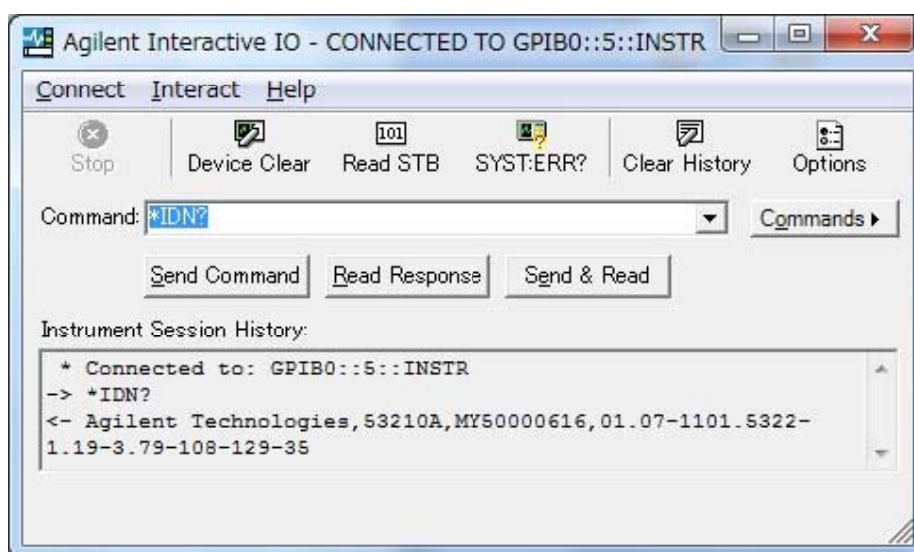 Agilent Interactive IO - CONNECTED TO GPIB0::5::INSTR
Connect Interact Help
Stop Device Clear 101 Read STB SYST:ERR? Clear History Options
Command: *IDN? Commands
Send Command Read Response Send & Read
Instrument Session History:
* Connected to: GPIB0::5::INSTR
-> *IDN?
<- Agilent Technologies,53210A,MY50000616,01.07-1101.5322-
1.19-3.79-108-129-35